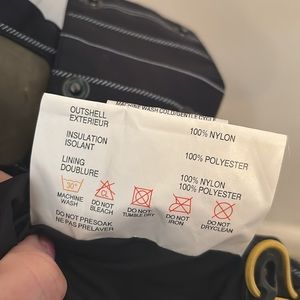 MACHINE WASH COLD/GENTLE CYCLE
OUTSHELL 100% NYLON
EXTERIEUR
INSULATION 100% POLYESTER
ISOLANT
LINING 100% NYLON
DOUBLURE 100% POLYESTER
30°
MACHINE WASH DO NOT BLEACH DO NOT TUMBLE DRY DO NOT IRON DO NOT DRYCLEAN
DO NOT PRESOAK
NE PAS PRELAVER